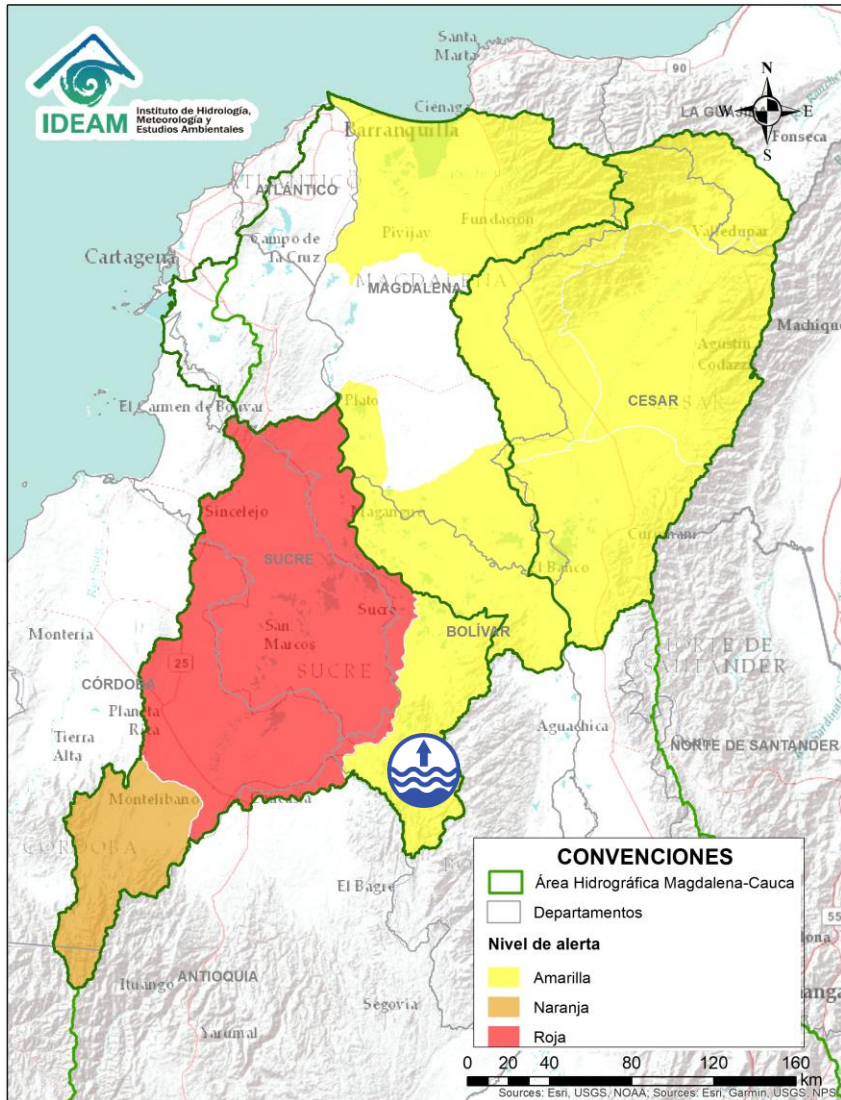 IDEAM
Instituto de Hidrología,
Meteorología y
Estudios Ambientales
Santa
Marta
90
N
W
E
S
LA GUAJIRA
Fonseca
Ciénaga
Barranquilla
ATLÁNTICO
Cartagena
Campo de
la Cruz
Pivijay
Fundación
Valledupar
MAGDALENA
Machiques
Agustín
Codazzi
CESAR
El Carmen de Bolívar
Plato
Sincelejo
Magangué
Curumaní
SUCRE
El Banco
Sucre
BOLÍVAR
San
Marcos
SUCRE
Montería
25
CÓRDOBA
Planeta
Rica
Tierra
Alta
NORTE DE
SANTANDER
Aguachica
NORTE DE SANTANDER
Montelíbano
CÓRDOBA
Caucasia
El Bagre
Ituango
ANTIOQUIA
Segovia
Yarumal
55
CONVENCIONES
Área Hidrográfica Magdalena-Cauca
Departamentos
Nivel de alerta
Amarilla
Naranja
Roja
0 20 40 80 120 160
km
Sources: Esri, USGS, NOAA; Sources: Esri, Garmin, USGS, NPS